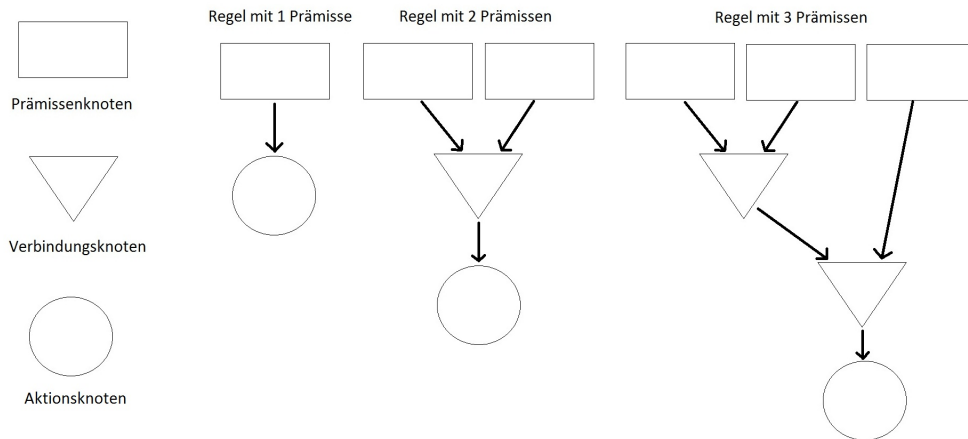 Regel mit 1 Prämisse
Regel mit 2 Prämissen
Regel mit 3 Prämissen
Prämissenknoten
Verbindungsknoten
Aktionsknoten